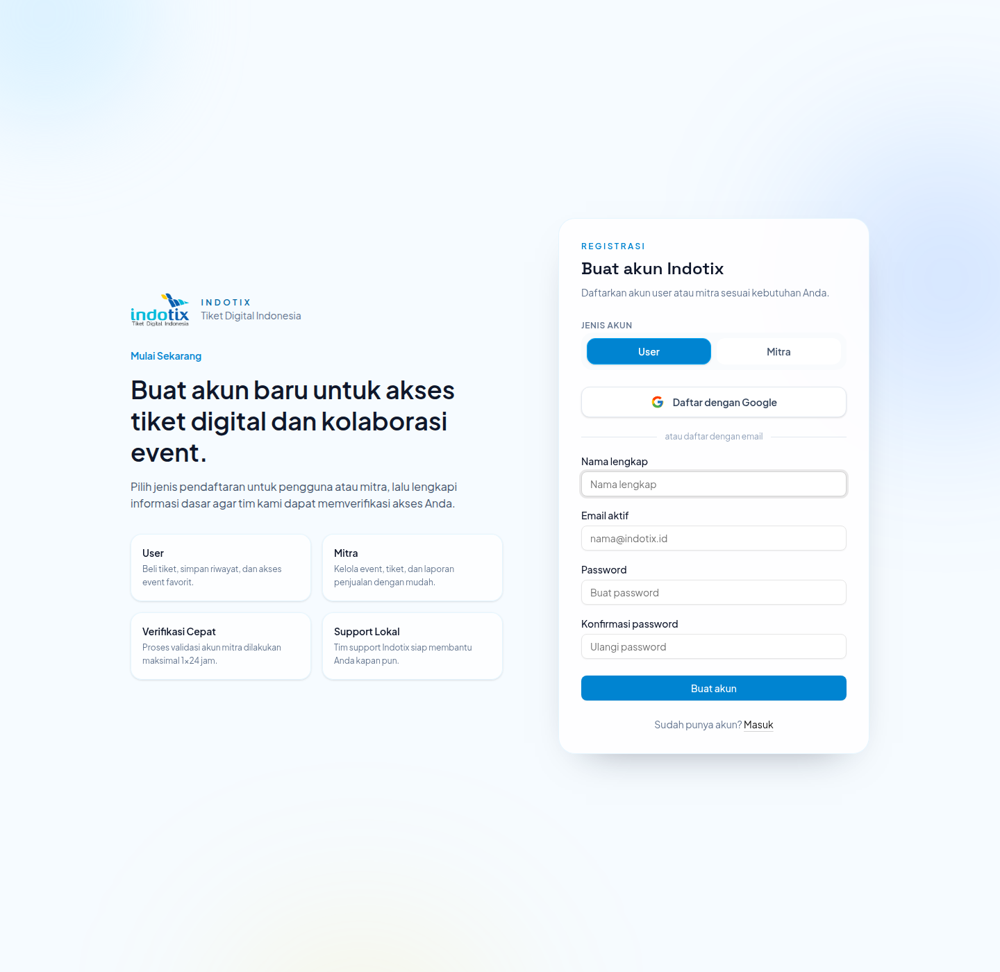 indotix
Tiket Digital Indonesia
INDOTIX
Tiket Digital Indonesia
Mulai Sekarang
Buat akun baru untuk akses
tiket digital dan kolaborasi
event.
Pilih jenis pendaftaran untuk pengguna atau mitra, lalu lengkapi
informasi dasar agar tim kami dapat memverifikasi akses Anda.
User
Beli tiket, simpan riwayat, dan akses
event favorit.
Mitra
Kelola event, tiket, dan laporan
penjualan dengan mudah.
Verifikasi Cepat
Proses validasi akun mitra dilakukan
maksimal 1×24 jam.
Support Lokal
Tim support Indotix siap membantu
Anda kapan pun.
REGISTRASI
Buat akun Indotix
Daftarkan akun user atau mitra sesuai kebutuhan Anda.
JENIS AKUN
User
Mitra
Daftar dengan Google
atau daftar dengan email
Nama lengkap
Nama lengkap
Email aktif
nama@indotix.id
Password
Buat password
Konfirmasi password
Ulangi password
Buat akun
Sudah punya akun? Masuk